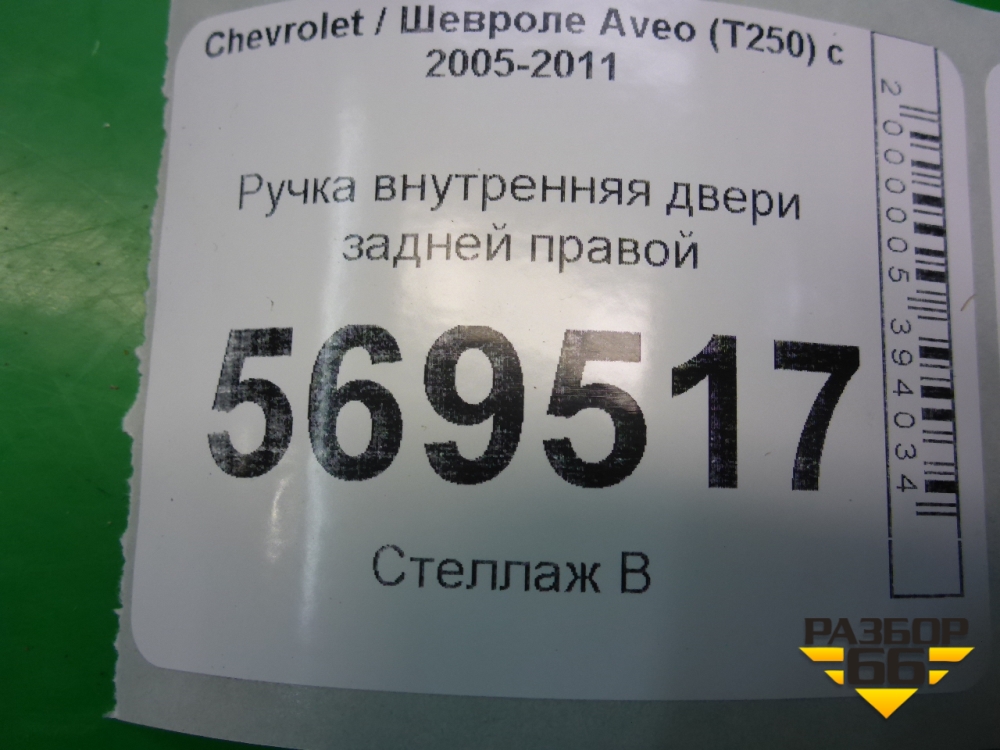 Chevrolet / Шевроле Aveo (T250) с
2005-2011
Ручка внутренняя двери
задней правой
569517
Стеллаж В
2000005394034
РАЗБОР
66